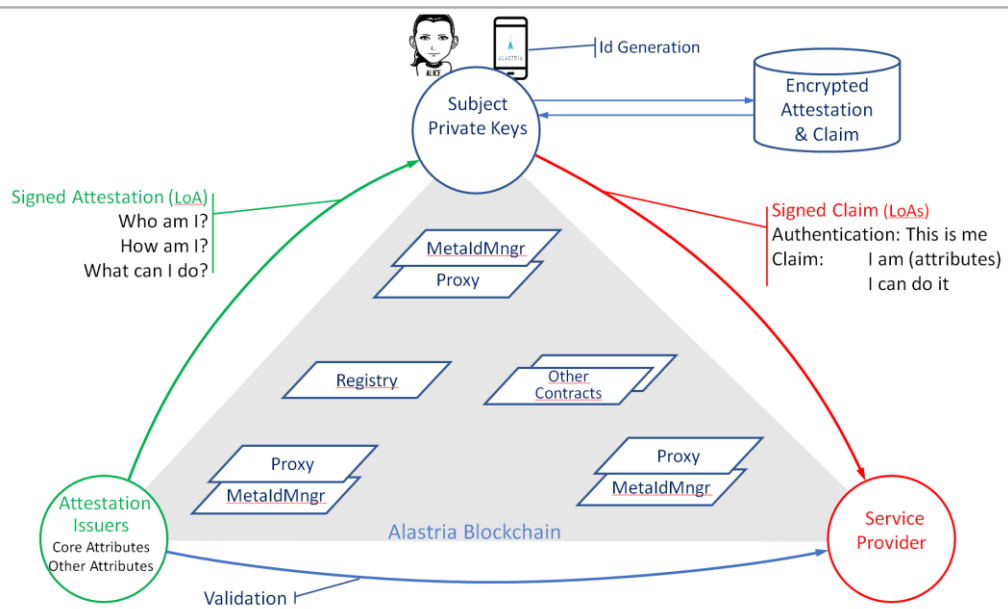 ALICE
ALASTRIA
Id Generation
Subject
Private Keys
Encrypted
Attestation
& Claim
Signed Attestation (LoA)
Who am I?
How am I?
What can I do?
Signed Claim (LoAs)
Authentication: This is me
Claim: I am (attributes)
I can do it
MetaIdMngr
Proxy
Registry
Other
Contracts
Proxy
MetaIdMngr
Proxy
MetaIdMngr
Attestation
Issuers
Core Attributes
Other Attributes
Alastria Blockchain
Service
Provider
Validation